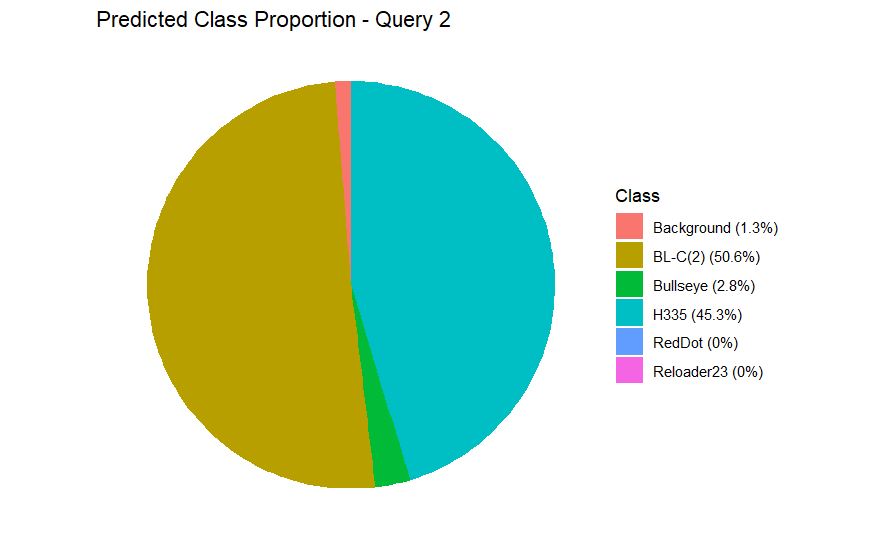 Predicted Class Proportion - Query 2
Class
Background (1.3%)
BL-C(2) (50.6%)
Bullseye (2.8%)
H335 (45.3%)
RedDot (0%)
Reloader23 (0%)